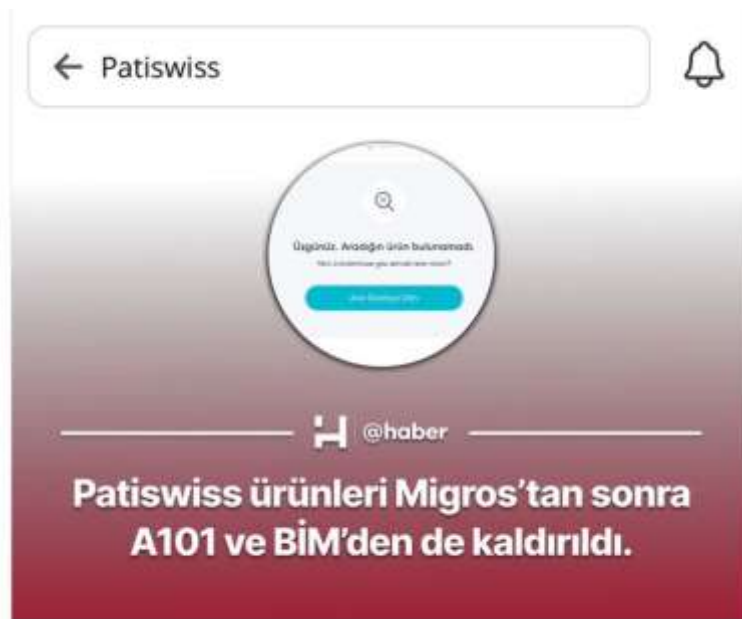 Patiswiss
Üzgünüz. Aradığın ürün bulunamadı.
@haber
Patiswiss ürünleri Migros’tan sonra
A101 ve BİM’den de kaldırıldı.